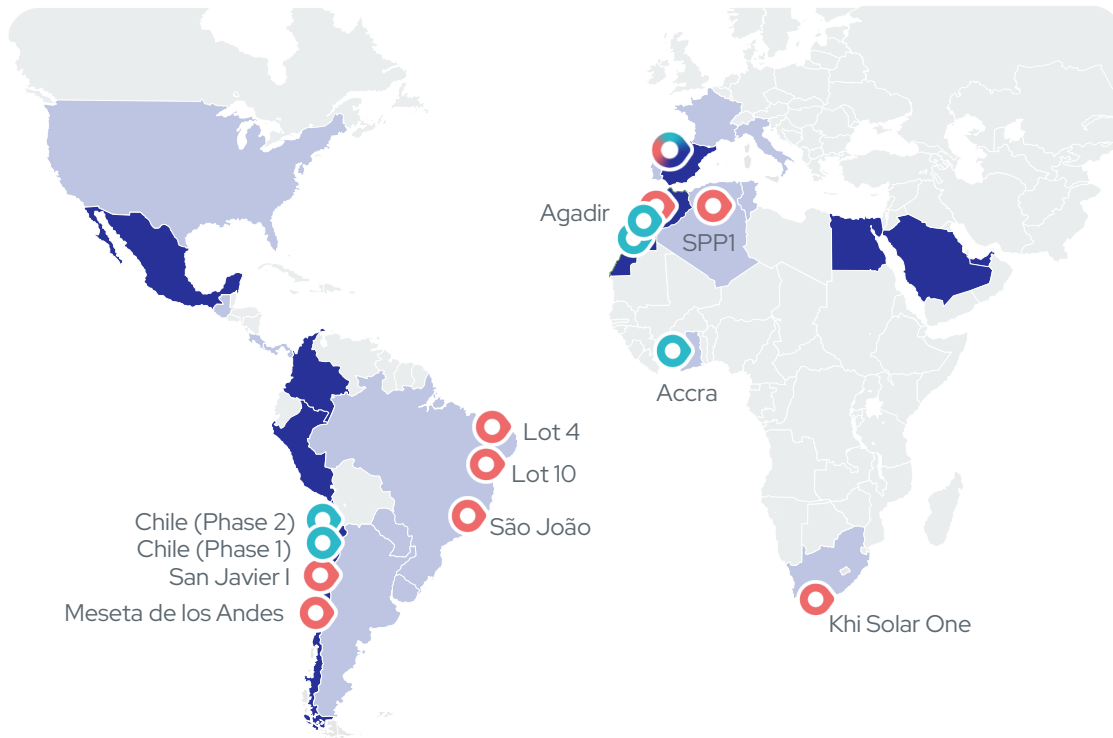 Agadir
SPP1
Accra
Lot 4
Lot 10
São João
Chile (Phase 2)
Chile (Phase 1)
San Javier I
Meseta de los Andes
Khi Solar One